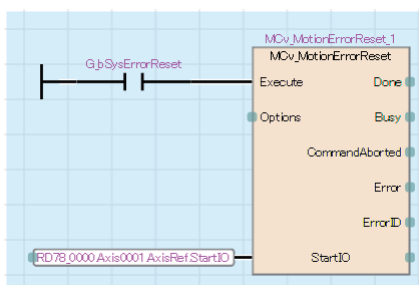 MCv_MotionErrorReset_1
G_bSysErrorReset
MCv_MotionErrorReset
Execute
Done
Options
Busy
CommandAborted
Error
ErrorID
RD78_0000.Axis0001.AxisRef.StartIO
StartIO